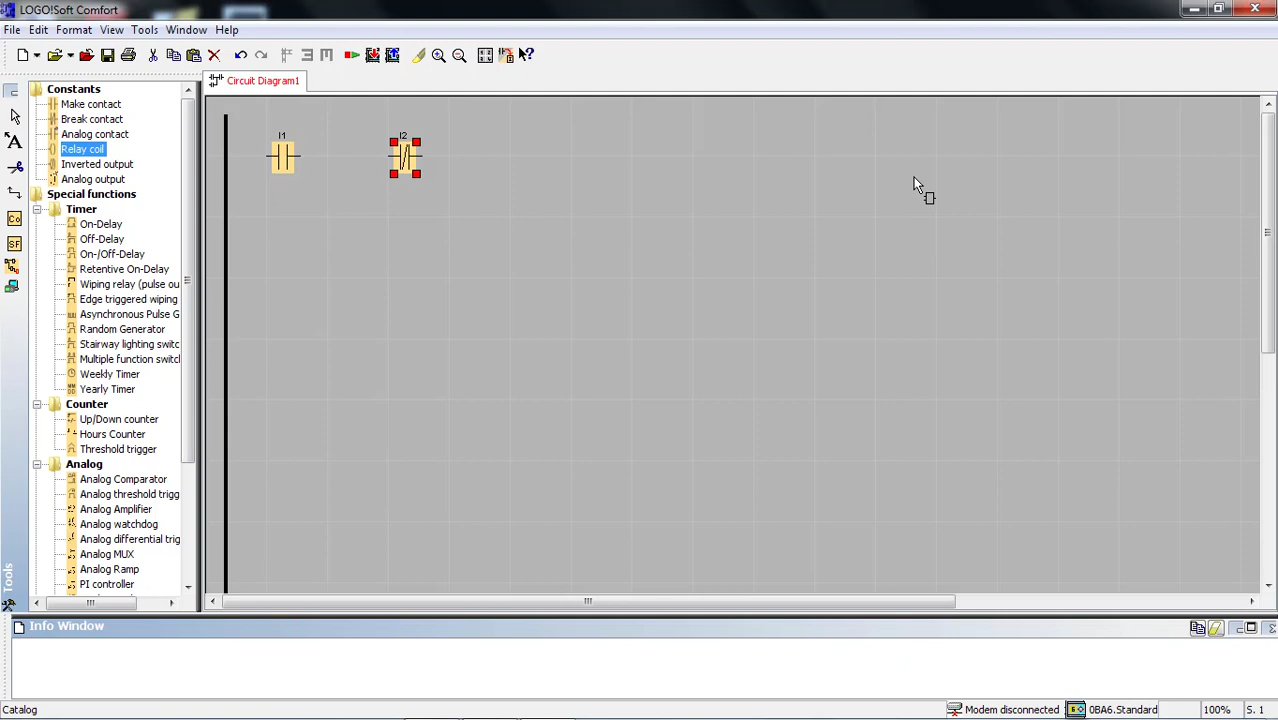 LOGO!Soft Comfort
File Edit Format View Tools Window Help
Circuit Diagram1
Constants
Make contact
Break contact
Analog contact
Relay coil
Inverted output
Analog output
Special functions
Timer
On-Delay
Off-Delay
On-/Off-Delay
Retentive On-Delay
Wiping relay (pulse ou
Edge triggered wiping
Asynchronous Pulse G
Random Generator
Stairway lighting switc
Multiple function switcl
Weekly Timer
Yearly Timer
Counter
Up/Down counter
Hours Counter
Threshold trigger
Analog
Analog Comparator
Analog threshold trigg
Analog Amplifier
Analog watchdog
Analog differential trig
Analog MUX
Analog Ramp
PI controller
Co
SF
Tools
I1
I2
Info Window
Catalog
Modem disconnected
0BA6.Standard
100%
S. 1